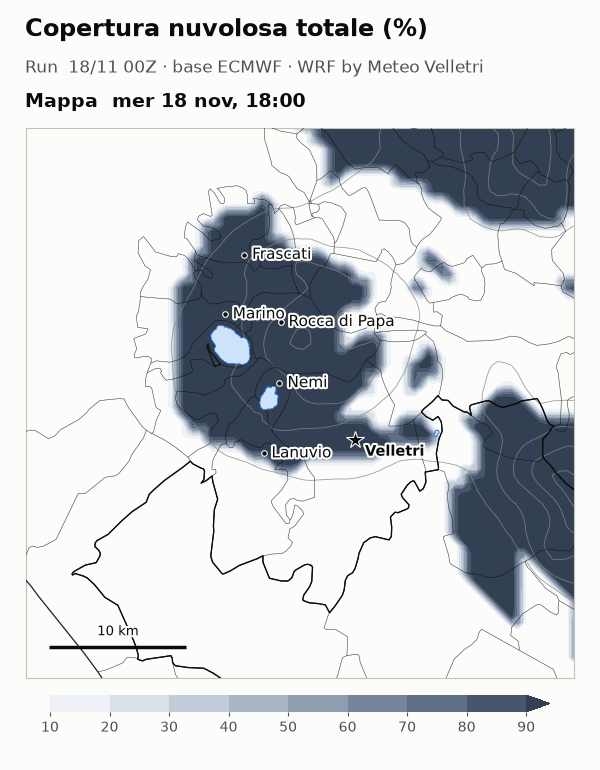 Copertura nuvolosa totale (%)
Run  18/11 00Z · base ECMWF · WRF by Meteo Velletri
Mappa  mer 18 nov, 18:00
Frascati
Marino
Rocca di Papa
Nemi
Velletri
Lanuvio
10 km
10 20 30 40 50 60 70 80 90